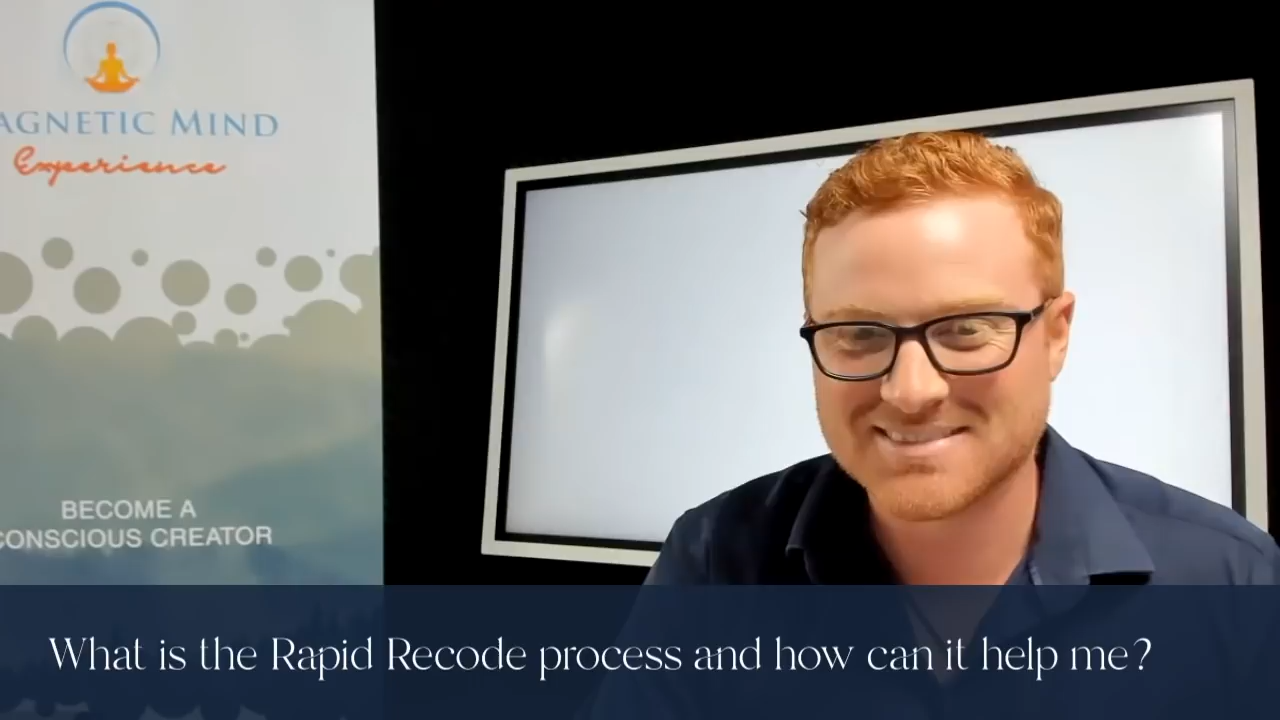 AGNETIC MIND
Experience
BECOME A
CONSCIOUS CREATOR
What is the Rapid Recode process and how can it help me?